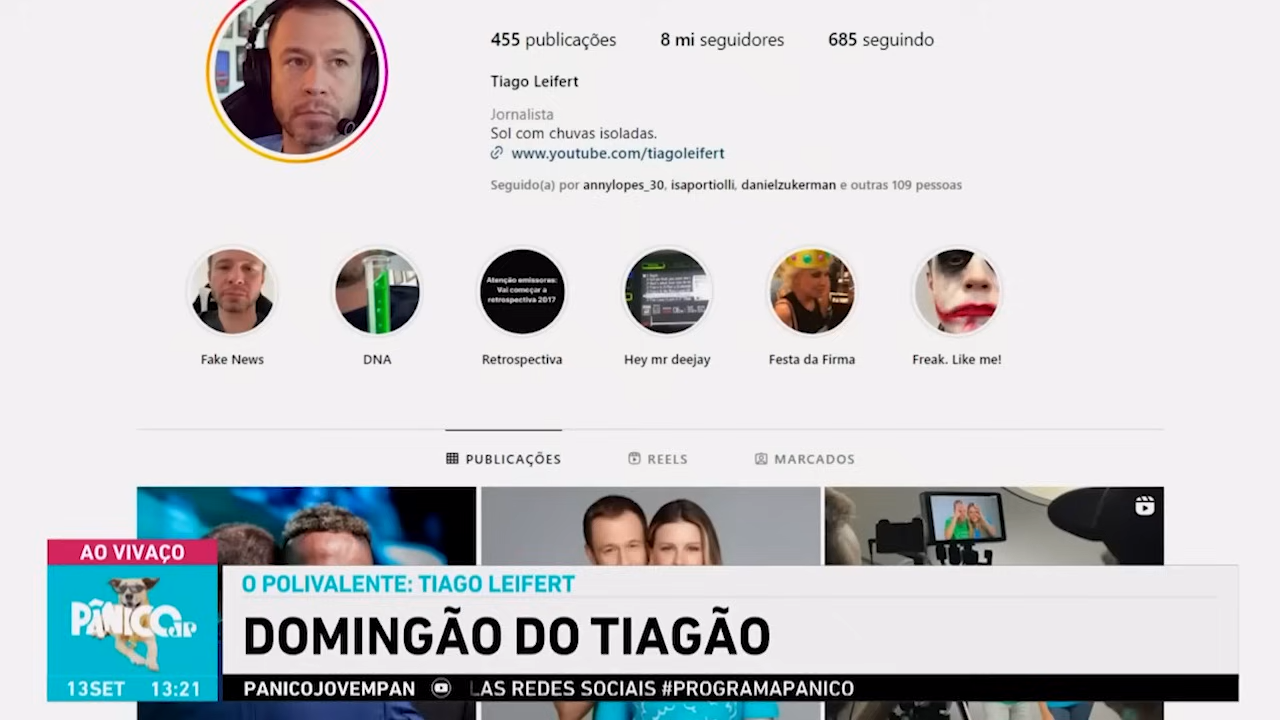 455 publicações 8 mi seguidores 685 seguindo
Tiago Leifert
Jornalista
Sol com chuvas isoladas.
www.youtube.com/tiagoleifert
Seguido(a) por annylopes_30, isaportiolli, danielzukerman e outras 109 pessoas
Atenção emissoras:
Vai começar a
retrospectiva 2017
Fake News DNA Retrospectiva Hey mr deejay Festa da Firma Freak. Like me!
PUBLICAÇÕES REELS MARCADOS
AO VIVAÇO
PÂNICO JP
13SET 13:21
O POLIVALENTE: TIAGO LEIFERT
DOMINGÃO DO TIAGÃO
PANICOJOVEMPAN LAS REDES SOCIAIS #PROGRAMAPANICO